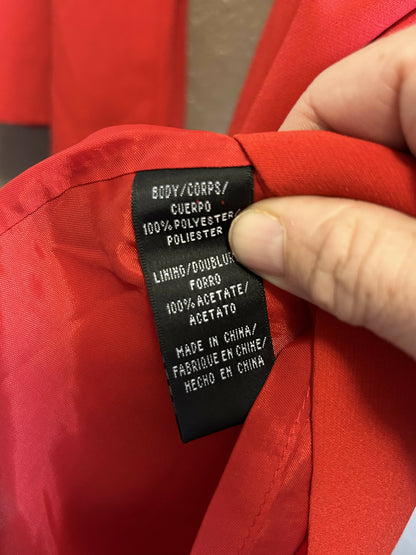 BODY/CORPS/
CUERPO
100% POLYESTER/
POLIESTER
LINING/DOUBLUR
FORRO
100% ACETATE/
ACETATO
MADE IN CHINA/
FABRIQUE EN CHINE/
HECHO EN CHINA